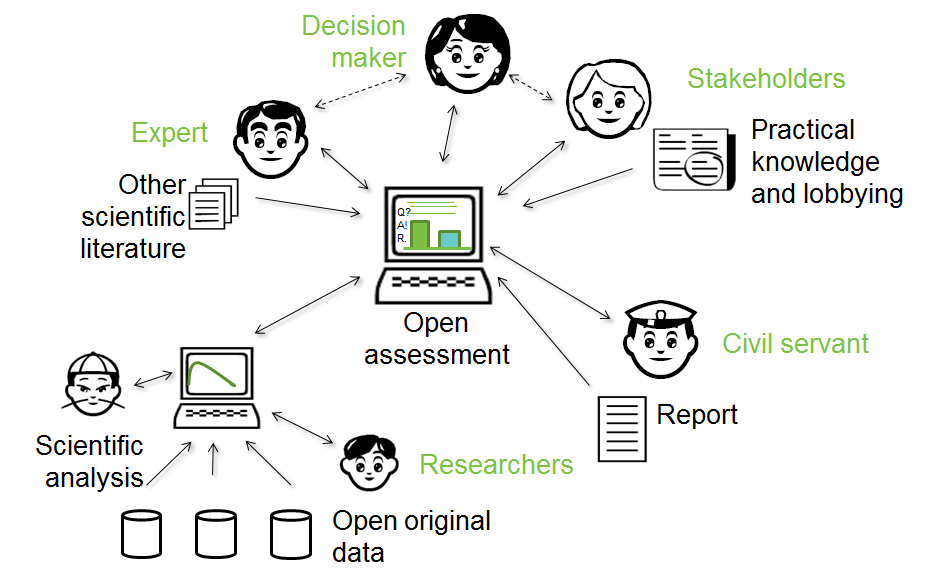 Decision
maker
Stakeholders
Expert
Practical
knowledge
and lobbying
Other
scientific
literature
Q?
A!
R.
Open
assessment
Civil servant
Report
Scientific
analysis
Researchers
Open original
data